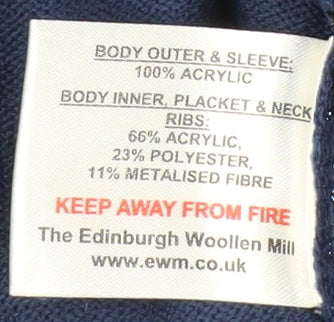 BODY OUTER & SLEEVE:
100% ACRYLIC
BODY INNER, PLACKET & NECK
RIBS:
66% ACRYLIC,
23% POLYESTER,
11% METALISED FIBRE
KEEP AWAY FROM FIRE
The Edinburgh Woollen Mill
www.ewm.co.uk